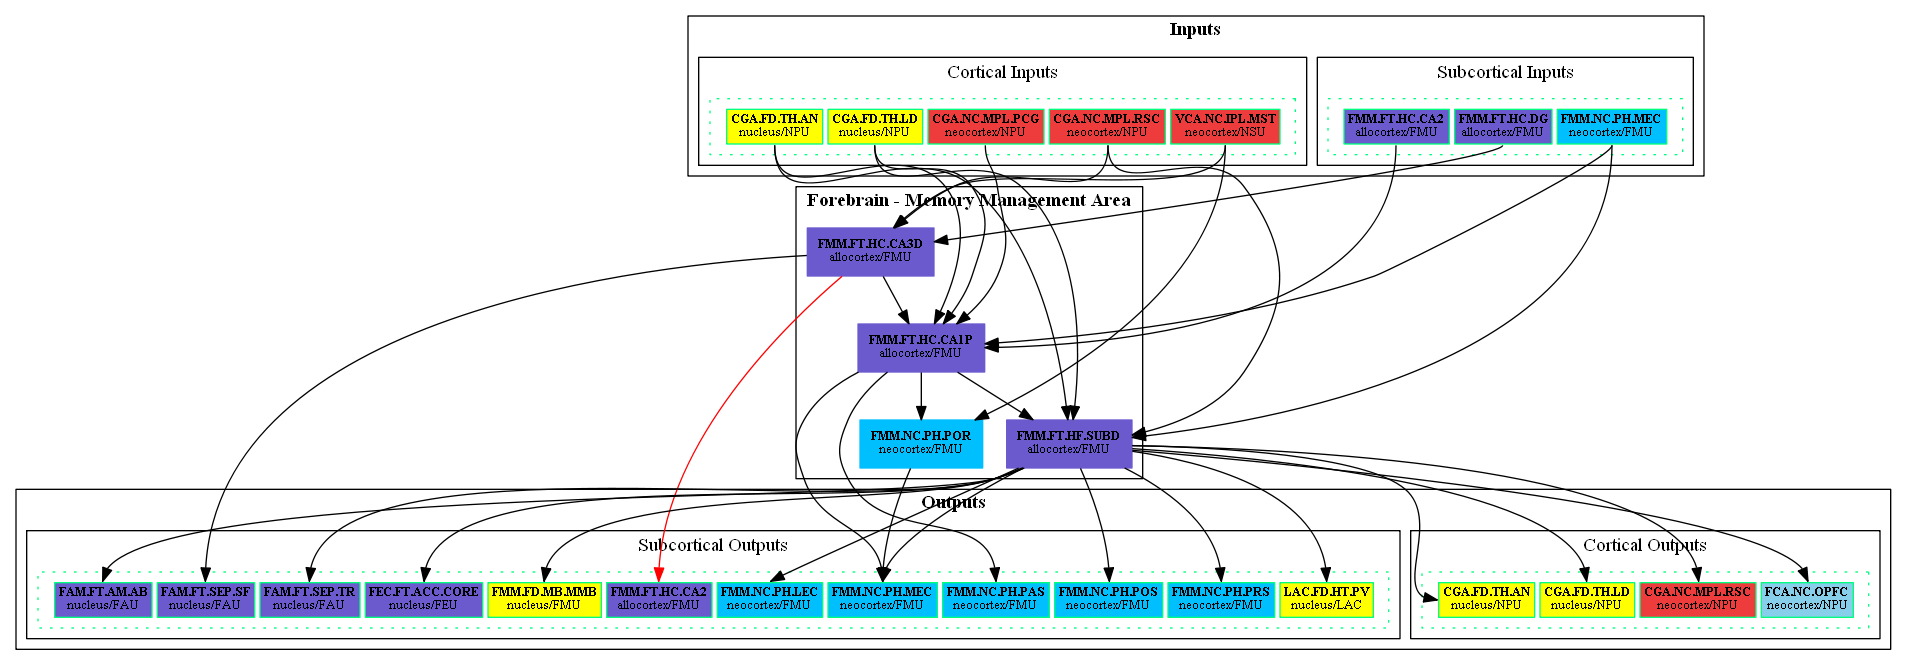 Inputs
Cortical Inputs
Subcortical Inputs
CGA.FD.TH.AN
nucleus/NPU
CGA.FD.TH.LD
nucleus/NPU
CGA.NC.MPL.PCG
neocortex/NPU
CGA.NC.MPL.RSC
neocortex/NPU
VCA.NC.IPL.MST
neocortex/NSU
FMM.FT.HC.CA2
allocortex/FMU
FMM.FT.HC.DG
allocortex/FMU
FMM.NC.PH.MEC
neocortex/FMU
Forebrain - Memory Management Area
FMM.FT.HC.CA3D
allocortex/FMU
FMM.FT.HC.CA1P
allocortex/FMU
FMM.NC.PH.POR
neocortex/FMU
FMM.FT.HF.SUBD
allocortex/FMU
Outputs
Subcortical Outputs
Cortical Outputs
FAM.FT.AM.AB
nucleus/FAU
FAM.FT.SEP.SF
nucleus/FAU
FAM.FT.SEP.TR
nucleus/FAU
FEC.FT.ACC.CORE
nucleus/FEU
FMM.FD.MB.MMB
nucleus/FMU
FMM.FT.HC.CA2
allocortex/FMU
FMM.NC.PH.LEC
neocortex/FMU
FMM.NC.PH.MEC
neocortex/FMU
FMM.NC.PH.PAS
neocortex/FMU
FMM.NC.PH.POS
neocortex/FMU
FMM.NC.PH.PRS
neocortex/FMU
LAC.FD.HT.PV
nucleus/LAC
CGA.FD.TH.AN
nucleus/NPU
CGA.FD.TH.LD
nucleus/NPU
CGA.NC.MPL.RSC
neocortex/NPU
FCA.NC.OPFC
neocortex/NPU